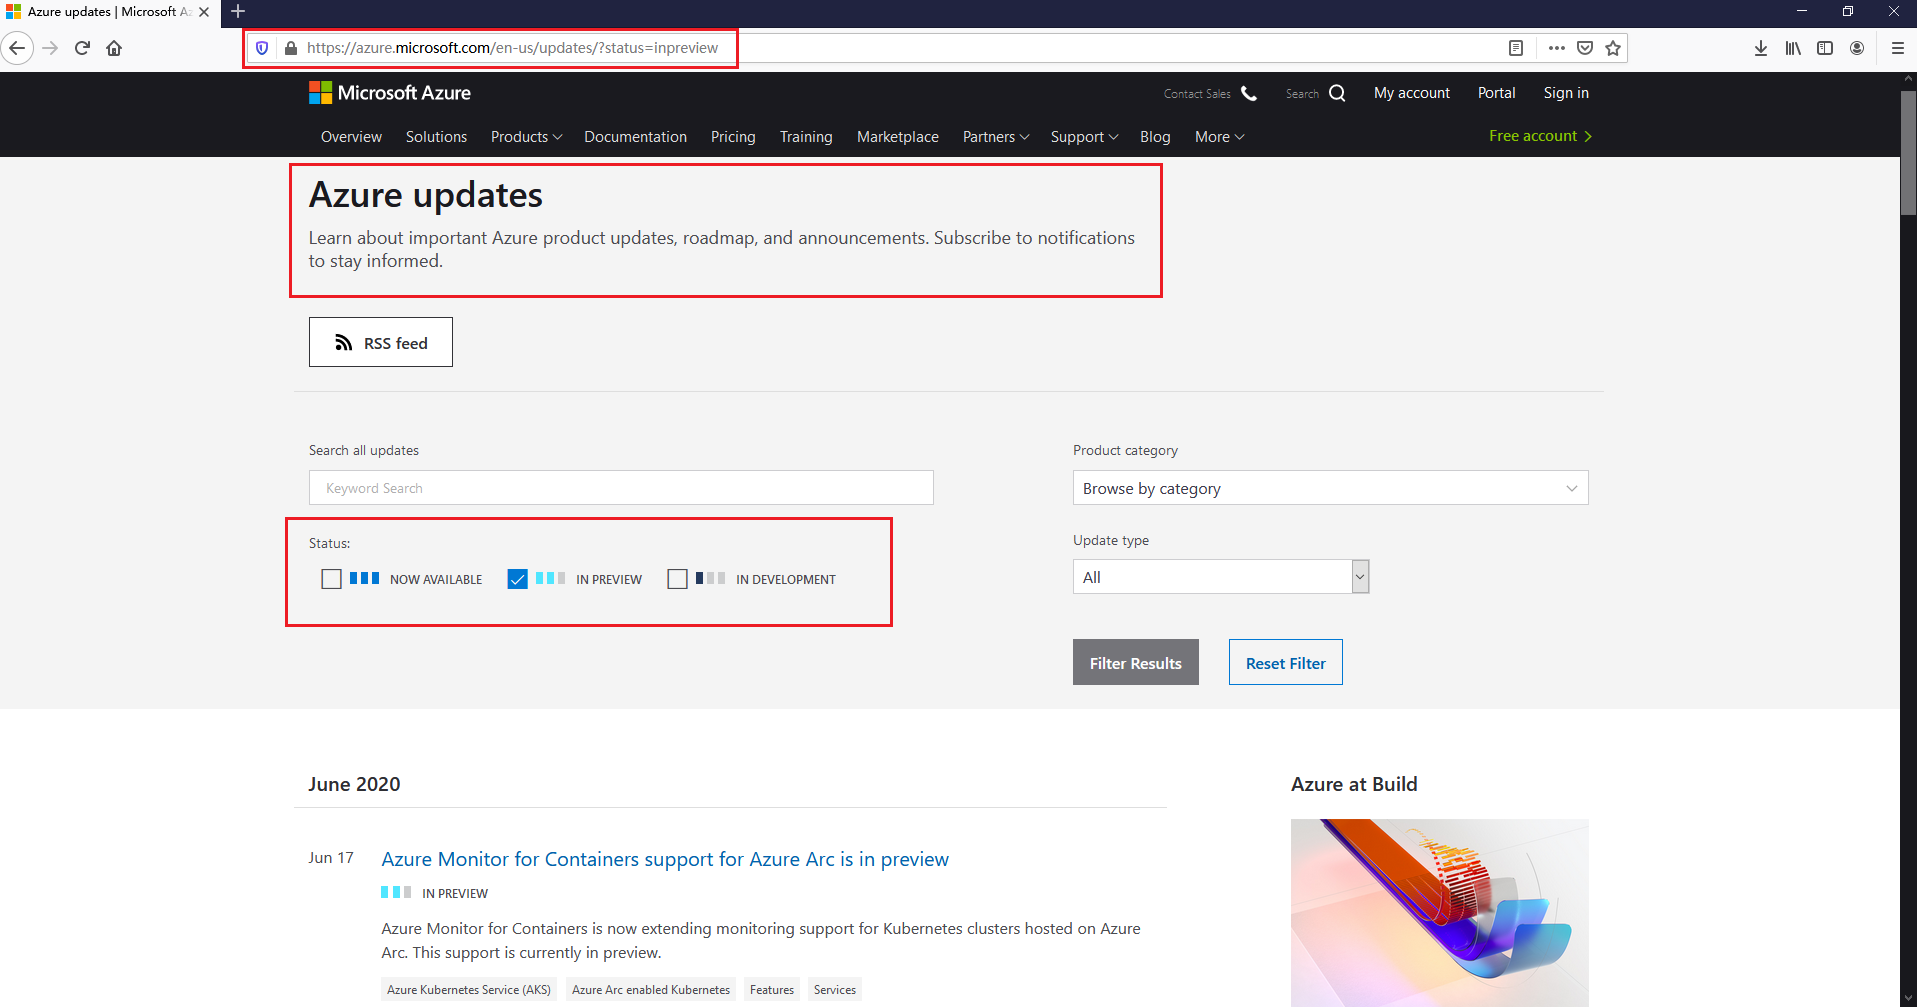 Azure updates | Microsoft Az
https://azure.microsoft.com/en-us/updates/?status=inpreview
Microsoft Azure
Contact Sales
Search
My account
Portal
Sign in
Overview
Solutions
Products
Documentation
Pricing
Training
Marketplace
Partners
Support
Blog
More
Free account
Azure updates
Learn about important Azure product updates, roadmap, and announcements. Subscribe to notifications
to stay informed.
RSS feed
Search all updates
Keyword Search
Product category
Browse by category
Status:
NOW AVAILABLE
IN PREVIEW
IN DEVELOPMENT
Update type
All
Filter Results
Reset Filter
June 2020
Azure at Build
Jun 17
Azure Monitor for Containers support for Azure Arc is in preview
IN PREVIEW
Azure Monitor for Containers is now extending monitoring support for Kubernetes clusters hosted on Azure
Arc. This support is currently in preview.
Azure Kubernetes Service (AKS)
Azure Arc enabled Kubernetes
Features
Services